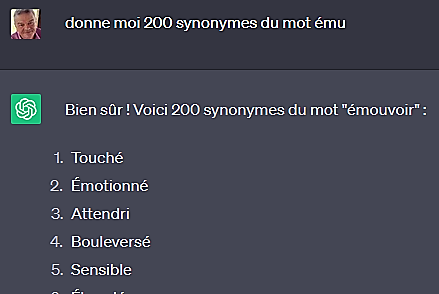 donne moi 200 synonymes du mot ému
Bien sûr ! Voici 200 synonymes du mot "émouvoir" :
1. Touché
2. Émotionné
3. Attendri
4. Bouleversé
5. Sensible